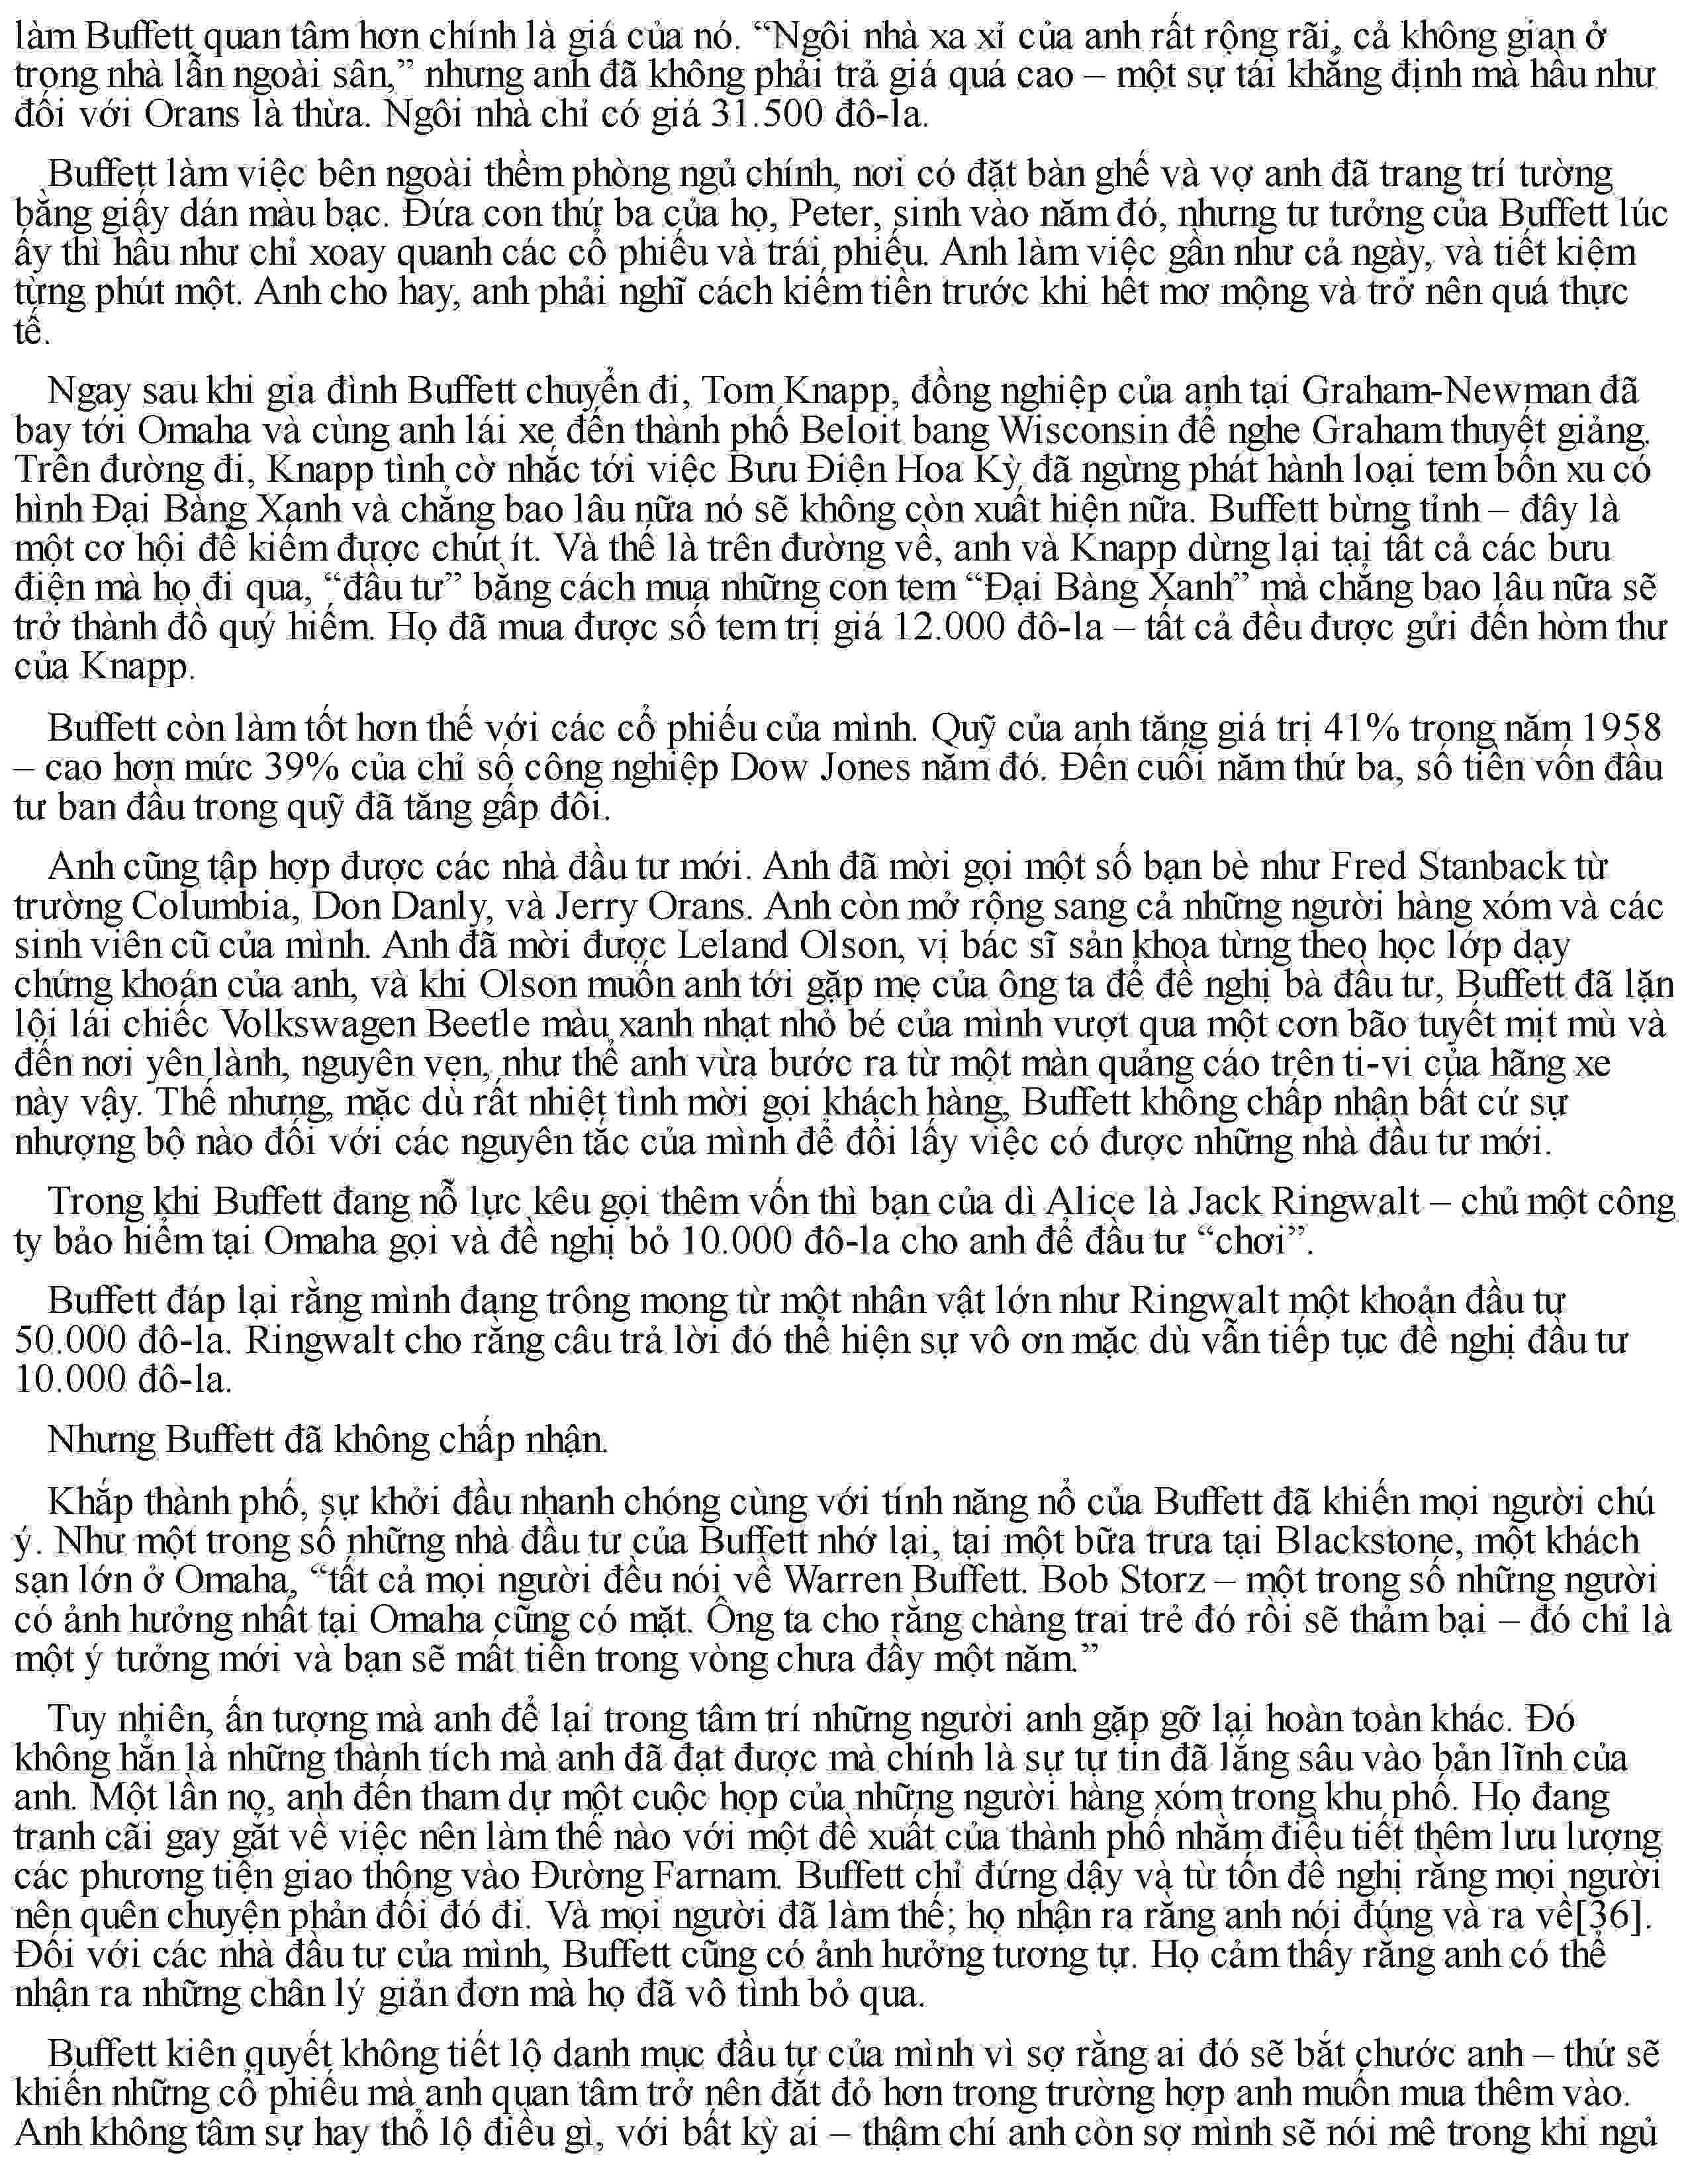 làm Buffett quan tâm hơn chính là giá của nó. “Ngôi nhà xa xỉ của anh rất rộng rãi, cả không gian ở
trong nhà lẫn ngoài sân,” nhưng anh đã không phải trả giá quá cao – một sự tái khẳng định mà hầu như
đối với Orans là thừa. Ngôi nhà chỉ có giá 31.500 đô-la.
Buffett làm việc bên ngoài thềm phòng ngủ chính, nơi có đặt bàn ghế và vợ anh đã trang trí tường
bằng giấy dán màu bạc. Đứa con thứ ba của họ, Peter, sinh vào năm đó, nhưng tư tưởng của Buffett lúc
ấy thì hầu như chỉ xoay quanh các cổ phiếu và trái phiếu. Anh làm việc gần như cả ngày, và tiết kiệm
từng phút một. Anh cho hay, anh phải nghĩ cách kiếm tiền trước khi hết mơ mộng và trở nên quá thực
tế.
Ngay sau khi gia đình Buffett chuyển đi, Tom Knapp, đồng nghiệp của anh tại Graham-Newman đã
bay tới Omaha và cùng anh lái xe đến thành phố Beloit bang Wisconsin để nghe Graham thuyết giảng.
Trên đường đi, Knapp tình cờ nhắc tới việc Bưu Điện Hoa Kỳ đã ngừng phát hành loại tem bốn xu có
hình Đại Bàng Xanh và chẳng bao lâu nữa nó sẽ không còn xuất hiện nữa. Buffett bừng tỉnh – đây là
một cơ hội để kiếm được chút ít. Và thế là trên đường về, anh và Knapp dừng lại tại tất cả các bưu
điện mà họ đi qua, “đầu tư” bằng cách mua những con tem “Đại Bàng Xanh” mà chẳng bao lâu nữa sẽ
trở thành đồ quý hiếm. Họ đã mua được số tem trị giá 12.000 đô-la – tất cả đều được gửi đến hòm thư
của Knapp.
Buffett còn làm tốt hơn thế với các cổ phiếu của mình. Quỹ của anh tăng giá trị 41% trong năm 1958
– cao hơn mức 39% của chỉ số công nghiệp Dow Jones năm đó. Đến cuối năm thứ ba, số tiền vốn đầu
tư ban đầu trong quỹ đã tăng gấp đôi.
Anh cũng tập hợp được các nhà đầu tư mới. Anh đã mời gọi một số bạn bè như Fred Stanback từ
trường Columbia, Don Danly, và Jerry Orans. Anh còn mở rộng sang cả những người hàng xóm và các
sinh viên cũ của mình. Anh đã mời được Leland Olson, vị bác sĩ sản khoa từng theo học lớp dạy
chứng khoán của anh, và khi Olson muốn anh tới gặp mẹ của ông ta để đề nghị bà đầu tư, Buffett đã lặn
lội lái chiếc Volkswagen Beetle màu xanh nhạt nhỏ bé của mình vượt qua một cơn bão tuyết mịt mù và
đến nơi yên lành, nguyên vẹn, như thể anh vừa bước ra từ một màn quảng cáo trên ti-vi của hãng xe
này vậy. Thế nhưng, mặc dù rất nhiệt tình mời gọi khách hàng, Buffett không chấp nhận bất cứ sự
nhượng bộ nào đối với các nguyên tắc của mình để đổi lấy việc có được những nhà đầu tư mới.
Trong khi Buffett đang nỗ lực kêu gọi thêm vốn thì bạn của dì Alice là Jack Ringwalt – chủ một công
ty bảo hiểm tại Omaha gọi và đề nghị bỏ 10.000 đô-la cho anh để đầu tư “chơi”.
Buffett đáp lại rằng mình đang trông mong từ một nhân vật lớn như Ringwalt một khoản đầu tư
50.000 đô-la. Ringwalt cho rằng câu trả lời đó thể hiện sự vô ơn mặc dù vẫn tiếp tục đề nghị đầu tư
10.000 đô-la.
Nhưng Buffett đã không chấp nhận.
Khắp thành phố, sự khởi đầu nhanh chóng cùng với tính năng nổ của Buffett đã khiến mọi người chú
ý. Như một trong số những nhà đầu tư của Buffett nhớ lại, tại một bữa trưa tại Blackstone, một khách
sạn lớn ở Omaha, “tất cả mọi người đều nói về Warren Buffett. Bob Storz – một trong số những người
có ảnh hưởng nhất tại Omaha cũng có mặt. Ông ta cho rằng chàng trai trẻ đó rồi sẽ thảm bại – đó chỉ là
một ý tưởng mới và bạn sẽ mất tiền trong vòng chưa đầy một năm.”
Tuy nhiên, ấn tượng mà anh để lại trong tâm trí những người anh gặp gỡ lại hoàn toàn khác. Đó
không hẳn là những thành tích mà anh đã đạt được mà chính là sự tự tin đã lắng sâu vào bản lĩnh của
anh. Một lần nọ, anh đến tham dự một cuộc họp của những người hàng xóm trong khu phố. Họ đang
tranh cãi gay gắt về việc nên làm thế nào với một đề xuất của thành phố nhằm điều tiết thêm lưu lượng
các phương tiện giao thông vào Đường Farnam. Buffett chỉ đứng dậy và từ tốn đề nghị rằng mọi người
nên quên chuyện phản đối đó đi. Và mọi người đã làm thế; họ nhận ra rằng anh nói đúng và ra về[36].
Đối với các nhà đầu tư của mình, Buffett cũng có ảnh hưởng tương tự. Họ cảm thấy rằng anh có thể
nhận ra những chân lý giản đơn mà họ đã vô tình bỏ qua.
Buffett kiên quyết không tiết lộ danh mục đầu tư của mình vì sợ rằng ai đó sẽ bắt chước anh – thứ sẽ
khiến những cổ phiếu mà anh quan tâm trở nên đắt đỏ hơn trong trường hợp anh muốn mua thêm vào.
Anh không tâm sự hay thổ lộ điều gì, với bất kỳ ai – thậm chí anh còn sợ mình sẽ nói mê trong khi ngủ